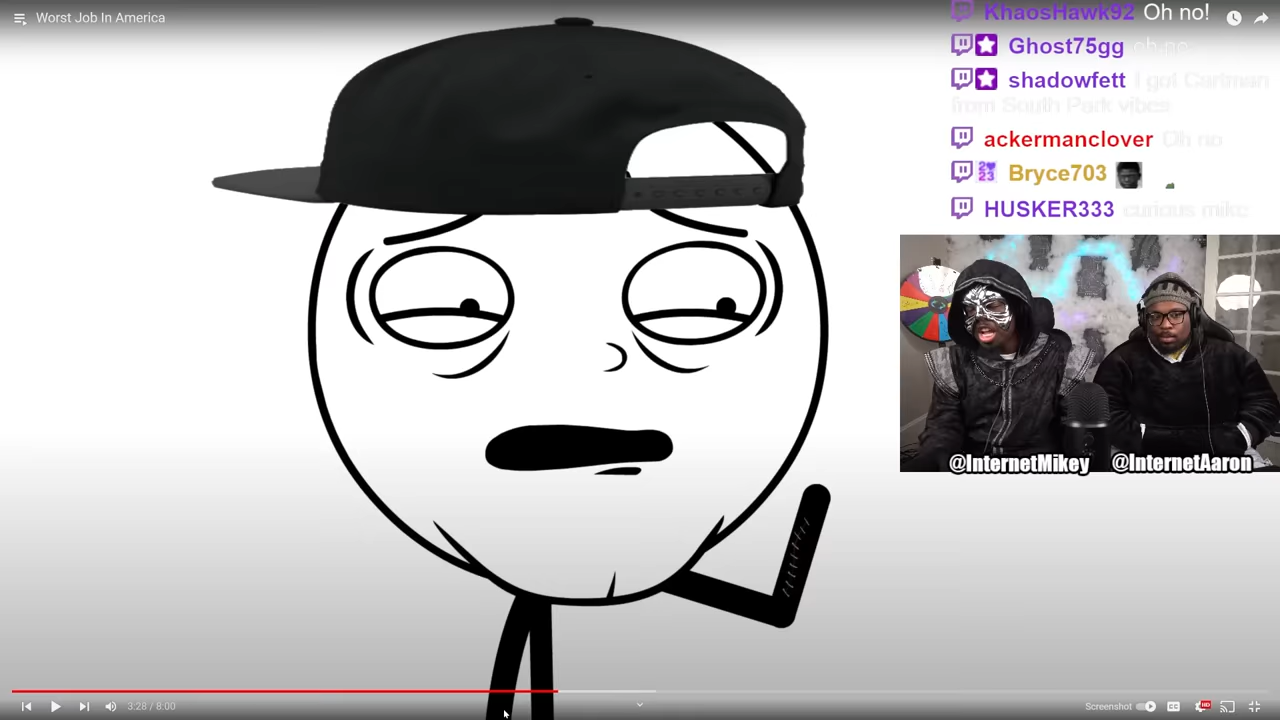 Worst Job In America
KhaosHawk92 Oh no!
Ghost75gg oh no
shadowfett I got Cartman
from South Park vibes
ackermanclover Oh no
Bryce703
HUSKER333 curious mike
@InternetMikey @InternetAaron
3:28 / 8:00
Screenshot
HD